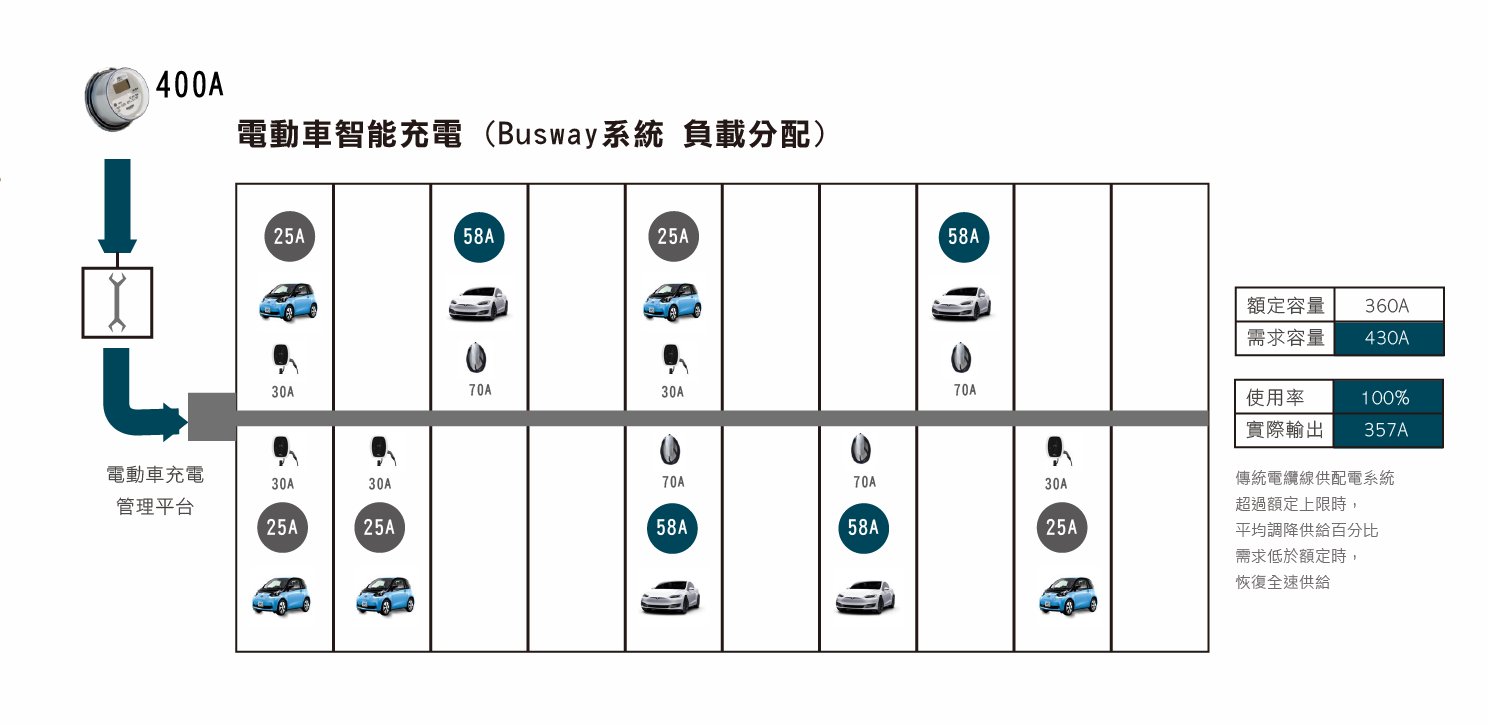 400A
電動車智能充電（Busway系統 負載分配）
25A
58A
25A
58A
30A
70A
30A
70A
30A
30A
70A
70A
30A
25A
25A
58A
58A
25A
電動車充電
管理平台
額定容量 360A
需求容量 430A
使用率 100%
實際輸出 357A
傳統電纜線供配電系統
超過額定上限時，
平均調降供給百分比
需求低於額定時，
恢復全速供給